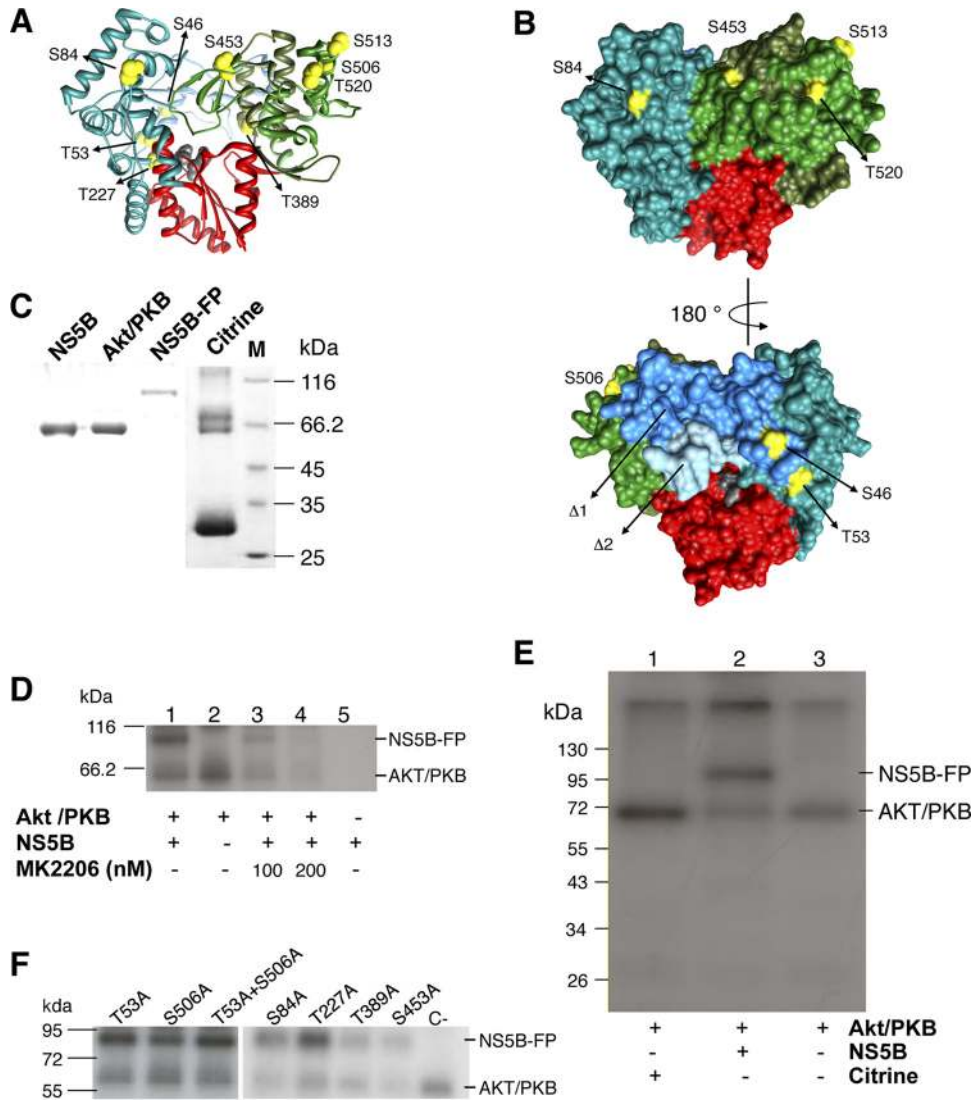 A
S46
S84
S453
S513
S506
T520
T53
T227
T389
B
S453
S513
S84
T520
180 °
S506
S46
T53
Δ1
Δ2
C
NS5B
Akt/PKB
NS5B-FP
Citrine
M
kDa
116
66.2
45
35
25
D
kDa
1 2 3 4 5
116
66.2
NS5B-FP
AKT/PKB
Akt /PKB + + + + -
NS5B + - + + +
MK2206 (nM) - - 100 200 -
E
1 2 3
kDa
130
95
72
55
43
34
26
NS5B-FP
AKT/PKB
+ + + Akt/PKB
- + - NS5B
+ - - Citrine
F
kda
T53A S506A T53A+S506A S84A T227A T389A S453A C-
95
72
55
NS5B-FP
AKT/PKB